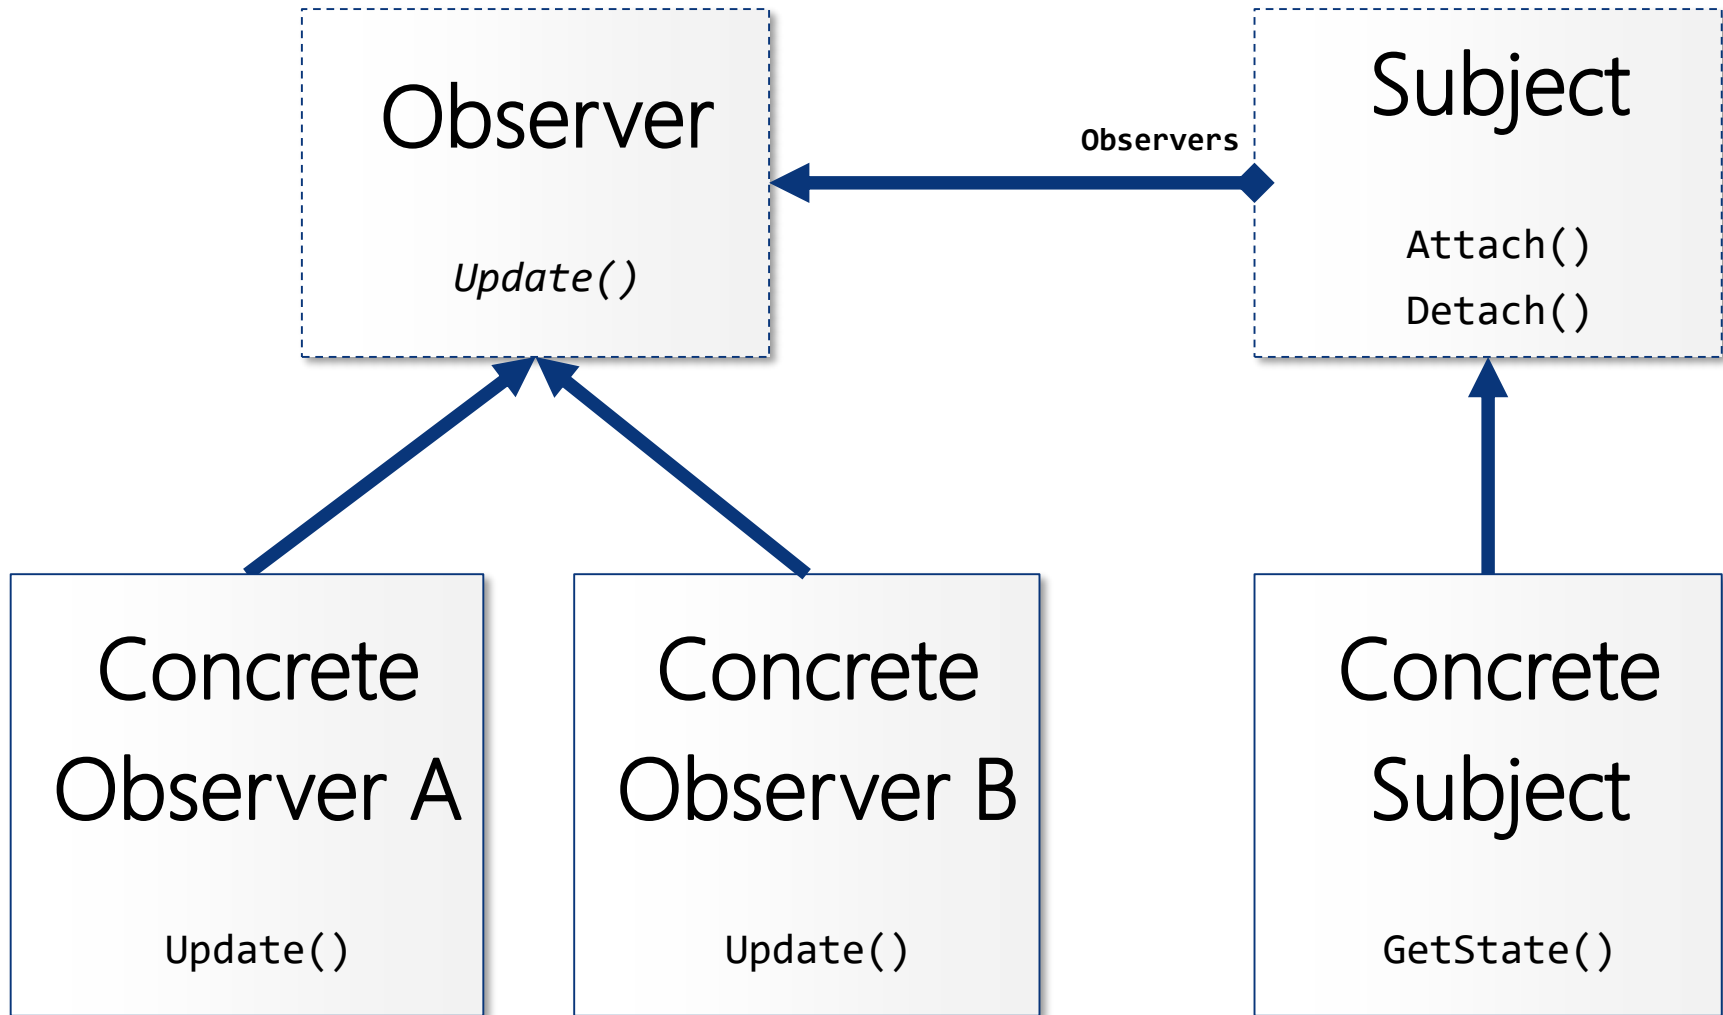 Observer
Update()
Observers
Subject
Attach()
Detach()
Concrete
Observer A
Update()
Concrete
Observer B
Update()
Concrete
Subject
GetState()